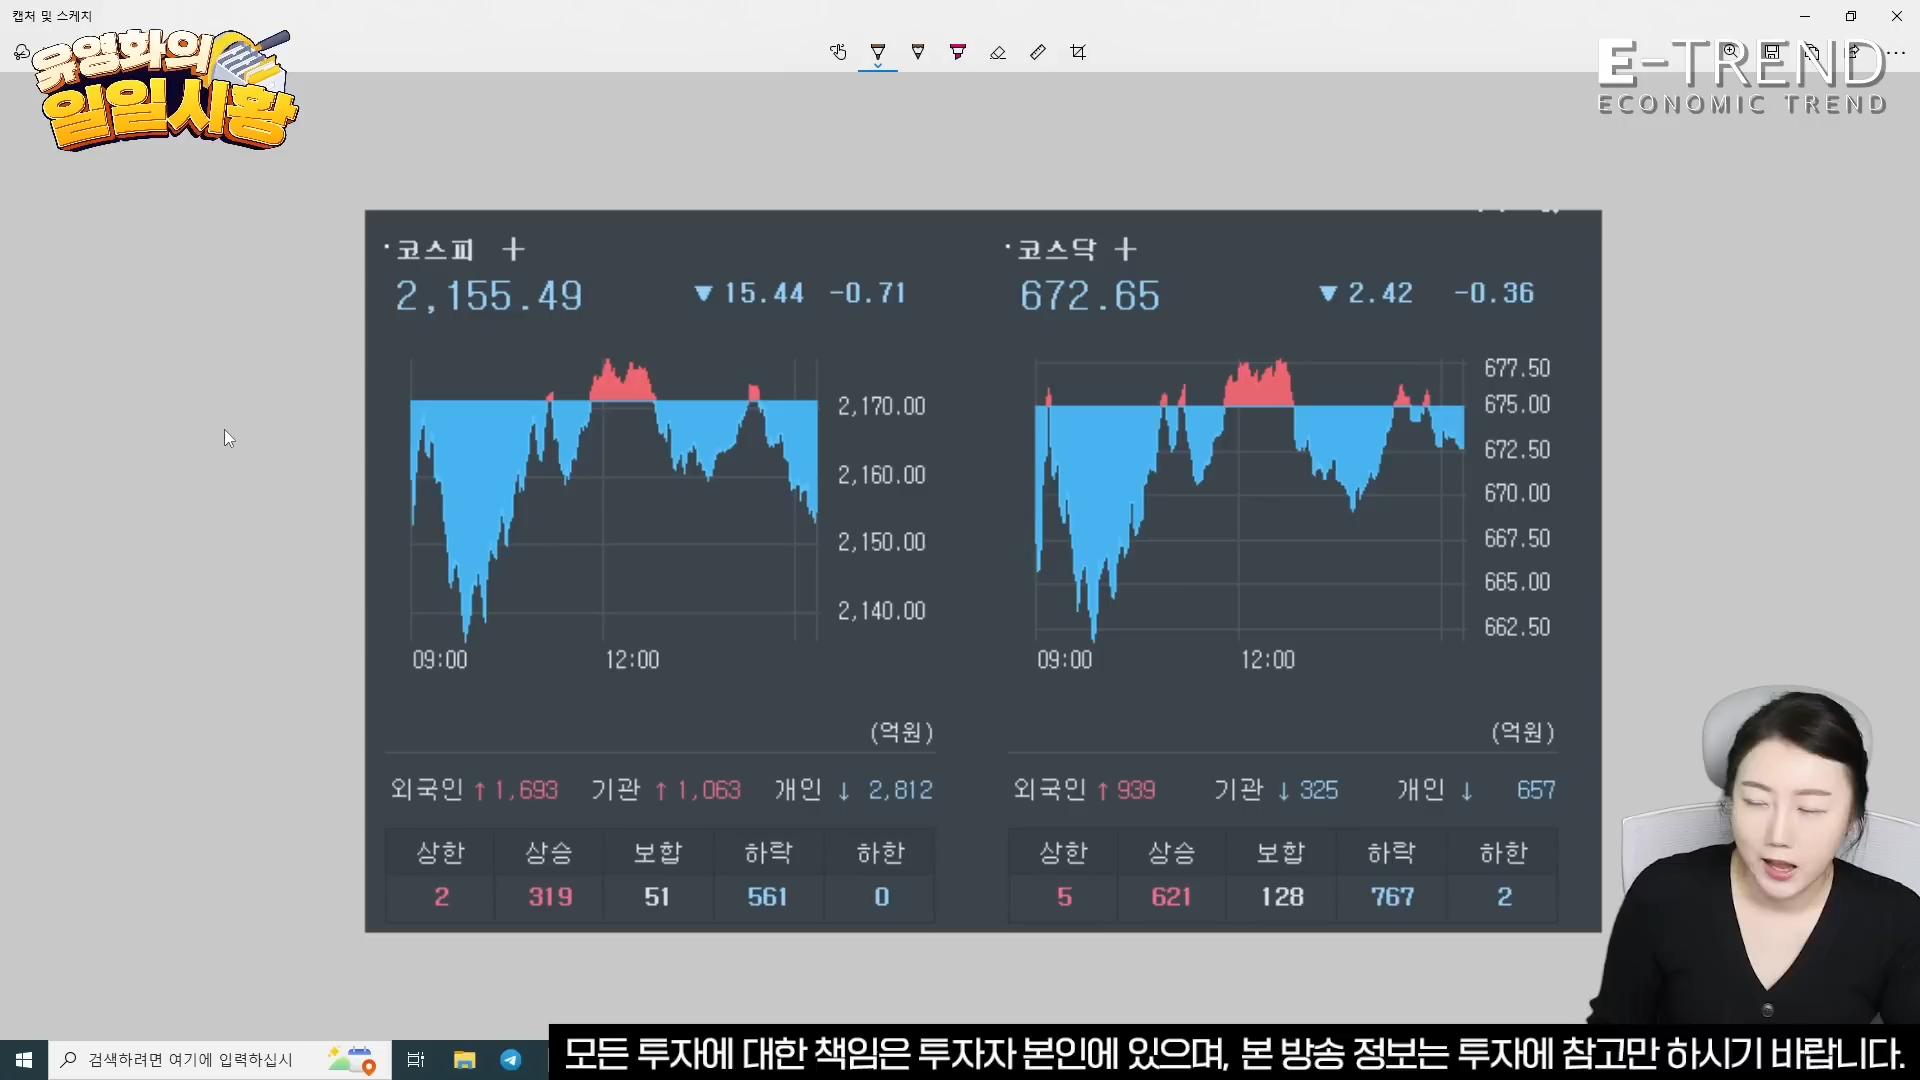 캡처 및 스케치
유영화의
일일시황
E-TREND
ECONOMIC TREND
코스피 +
2,155.49 ▼ 15.44 -0.71
2,170.00
2,160.00
2,150.00
2,140.00
09:00 12:00
(억원)
외국인 ↑ 1,693 기관 ↑ 1,063 개인 ↓ 2,812
상한 상승 보합 하락 하한
2 319 51 561 0
코스닥 +
672.65 ▼ 2.42 -0.36
677.50
675.00
672.50
670.00
667.50
665.00
662.50
09:00 12:00
(억원)
외국인 ↑ 939 기관 ↓ 325 개인 ↓ 657
상한 상승 보합 하락 하한
5 621 128 767 2
검색하려면 여기에 입력하십시
모든 투자에 대한 책임은 투자자 본인에 있으며, 본 방송 정보는 투자에 참고만 하시기 바랍니다.